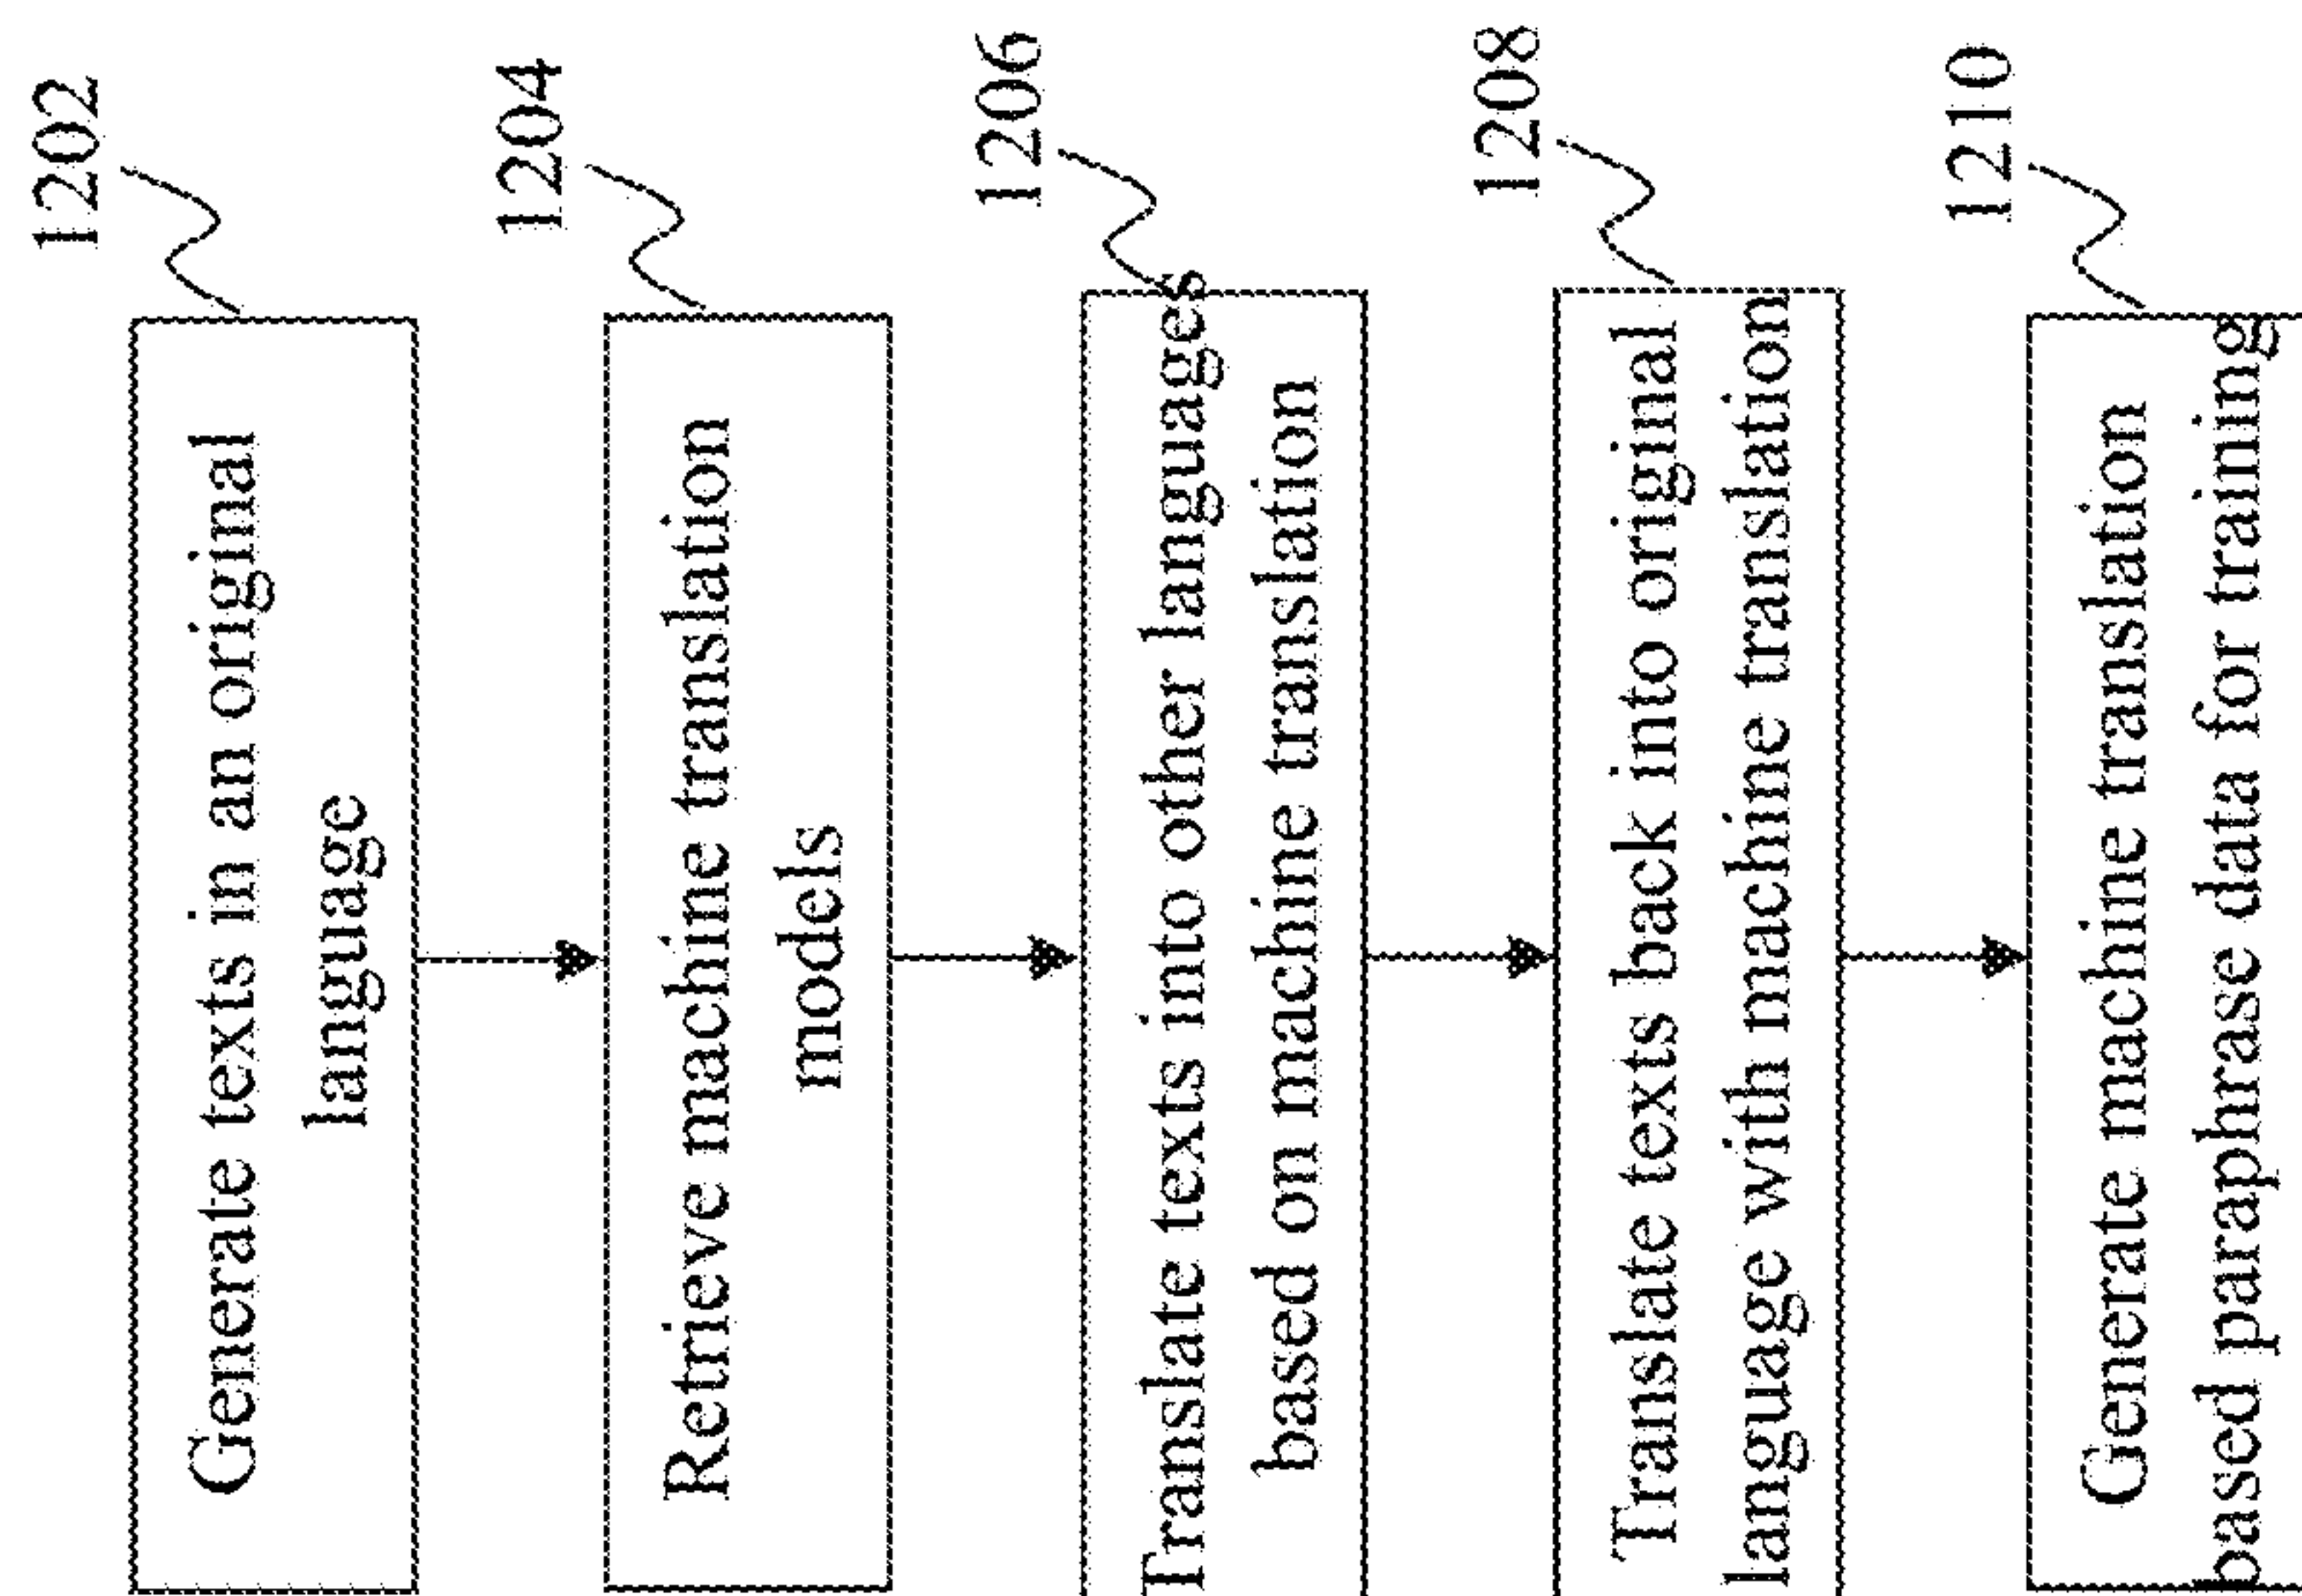 1202
Generate texts in an original
language
1204
Retrieve machine translation
models
1206
Translate texts into other languages
based on machine translation
1208
Translate texts back into original
language with machine translation
1210
Generate machine translation
based paraphrase data for training